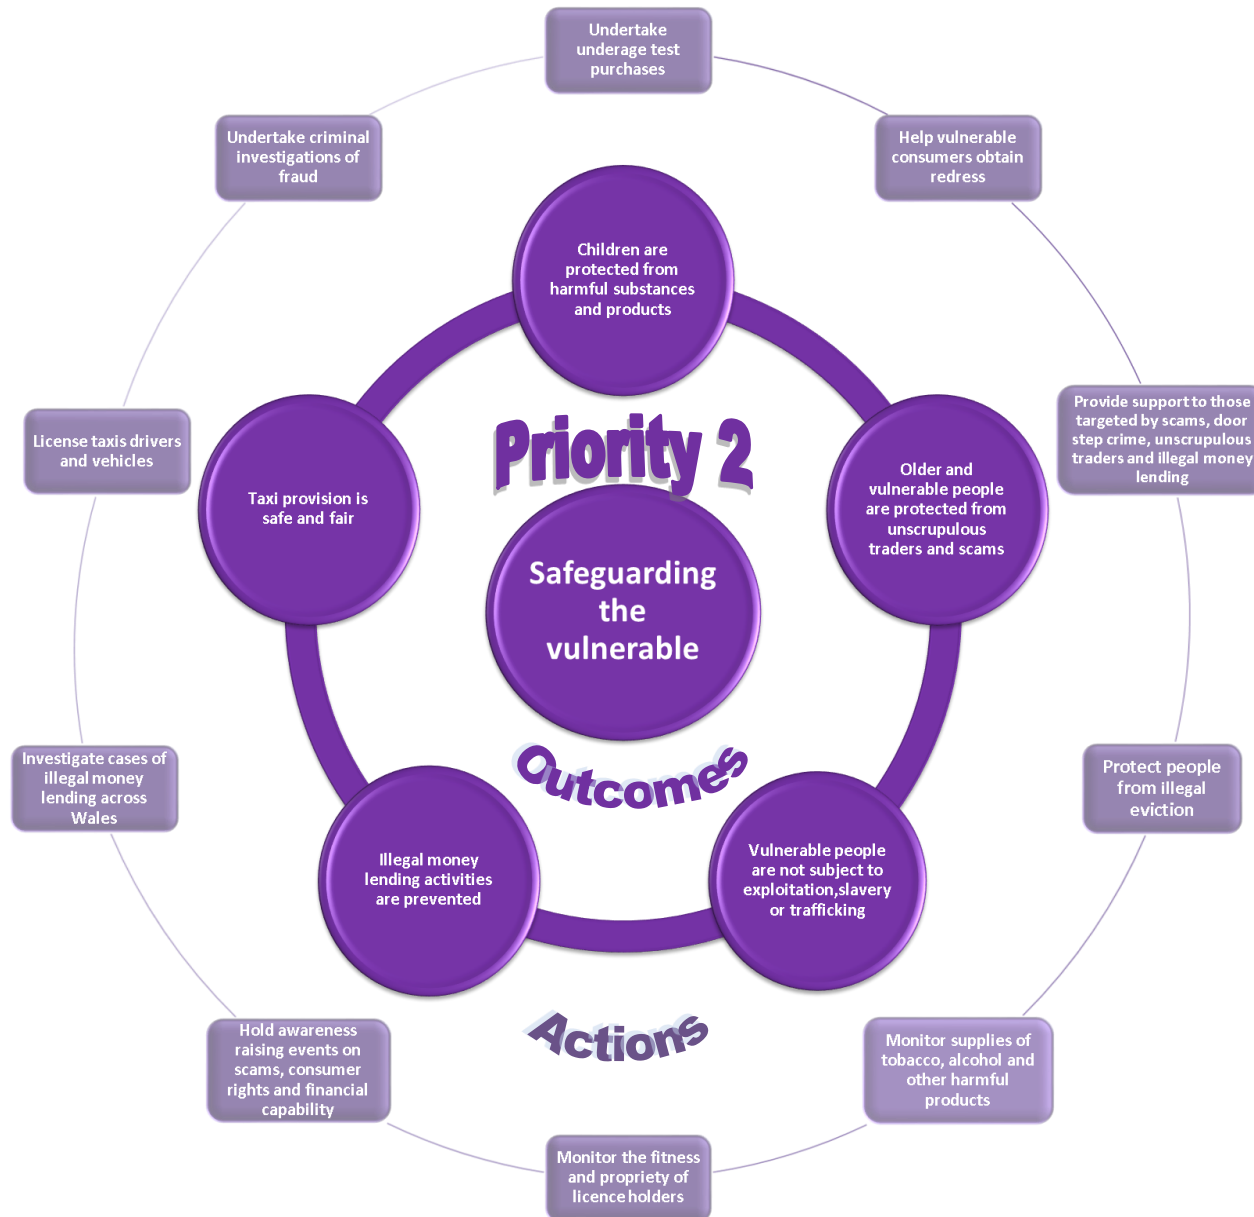 Undertake
underage test
purchases
Undertake criminal
investigations of
fraud
Help vulnerable
consumers obtain
redress
Children are
protected from
harmful substances
and products
License taxis drivers
and vehicles
Provide support to those
targeted by scams, door
step crime, unscrupulous
traders and illegal money
lending
Priority 2
Taxi provision is
safe and fair
Older and
vulnerable people
are protected from
unscrupulous
traders and scams
Safeguarding
the
vulnerable
Outcomes
Investigate cases of
illegal money
lending across
Wales
Protect people
from illegal
eviction
Illegal money
lending activities
are prevented
Vulnerable people
are not subject to
exploitation,slavery
or trafficking
Actions
Hold awareness
raising events on
scams, consumer
rights and financial
capability
Monitor supplies of
tobacco, alcohol and
other harmful
products
Monitor the fitness
and propriety of
licence holders